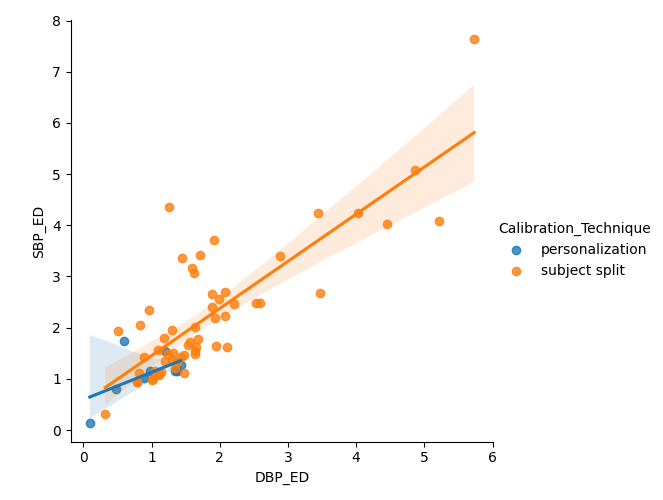 8
7
6
5
4
3
2
1
0
SBP_ED
0 1 2 3 4 5 6
DBP_ED
Calibration_Technique
personalization
subject split